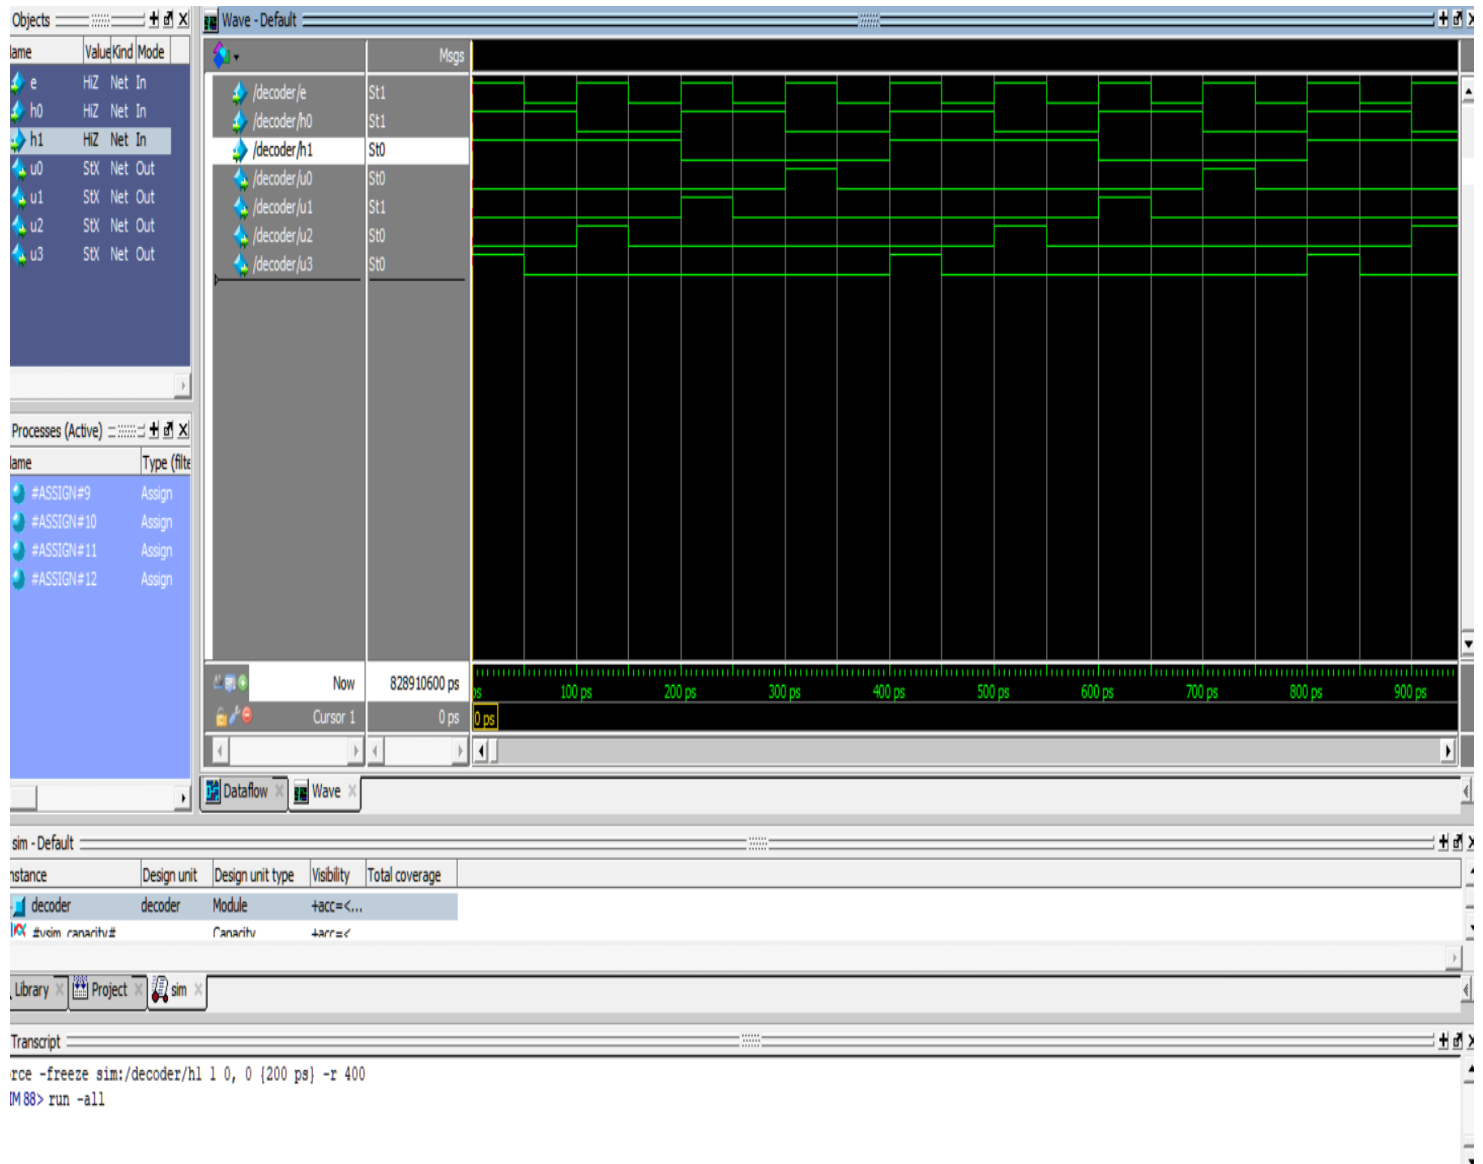 Objects
Wave - Default
Value Kind Mode
Msgs
e HiZ Net In
h0 HiZ Net In
h1 HiZ Net In
u0 StX Net Out
u1 StX Net Out
u2 StX Net Out
u3 StX Net Out
/decoder/e St1
/decoder/h0 St1
/decoder/h1 St0
/decoder/u0 St0
/decoder/u1 St1
/decoder/u2 St0
/decoder/u3 St0
Processes (Active)
ame Type (filte
#ASSIGN#9 Assign
#ASSIGN#10 Assign
#ASSIGN#11 Assign
#ASSIGN#12 Assign
Now 828910600 ps
ps 100 ps 200 ps 300 ps 400 ps 500 ps 600 ps 700 ps 800 ps 900 ps
Cursor 1 0 ps 0 ps
Dataflow Wave
sim - Default
nstance Design unit Design unit type Visibility Total coverage
decoder decoder Module +acc=<...
#vsim_capacity# Capacity +acc=<
Library Project sim
Transcript
rce -freeze sim:/decoder/h1 1 0, 0 {200 ps} -r 400
IM 88> run -all